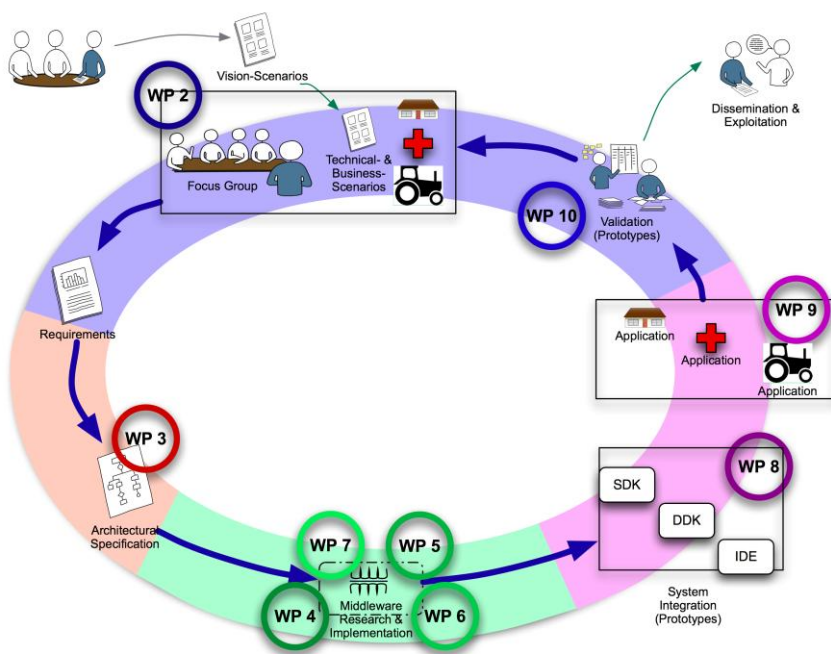 Vision-Scenarios
Dissemination &
Exploitation
WP 2
Focus Group
Technical- &
Business-
Scenarios
WP 10
Validation
(Prototypes)
Requirements
WP 9
Application
Application
Application
WP 3
Architectural
Specification
WP 8
SDK
DDK
IDE
System
Integration
(Prototypes)
WP 7
WP 5
WP 4
WP 6
Middleware
Research &
Implementation